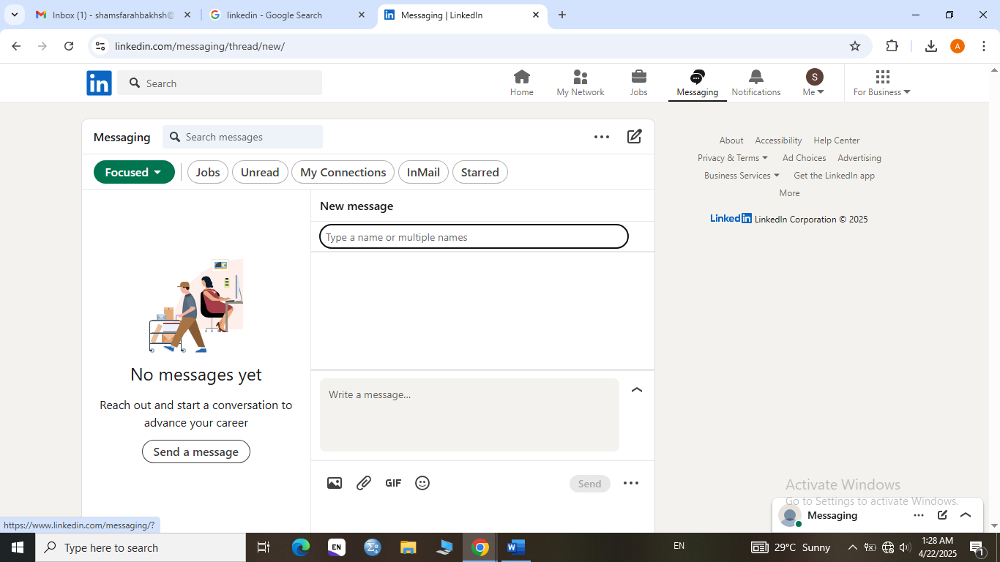 Inbox (1) - shamsfarahbakhsh@
linkedin - Google Search
Messaging | LinkedIn
linkedin.com/messaging/thread/new/
A
in
Search
Home
My Network
Jobs
Messaging
Notifications
S
Me
For Business
Messaging
Search messages
Focused
Jobs
Unread
My Connections
InMail
Starred
New message
Type a name or multiple names
No messages yet
Reach out and start a conversation to
advance your career
Send a message
Write a message...
GIF
Send
About Accessibility Help Center
Privacy & Terms Ad Choices Advertising
Business Services Get the LinkedIn app
More
LinkedIn LinkedIn Corporation © 2025
Activate Windows
Go to Settings to activate Windows.
Messaging
https://www.linkedin.com/messaging/?
Type here to search
EN
EN
29°C Sunny
1:28 AM
4/22/2025
1